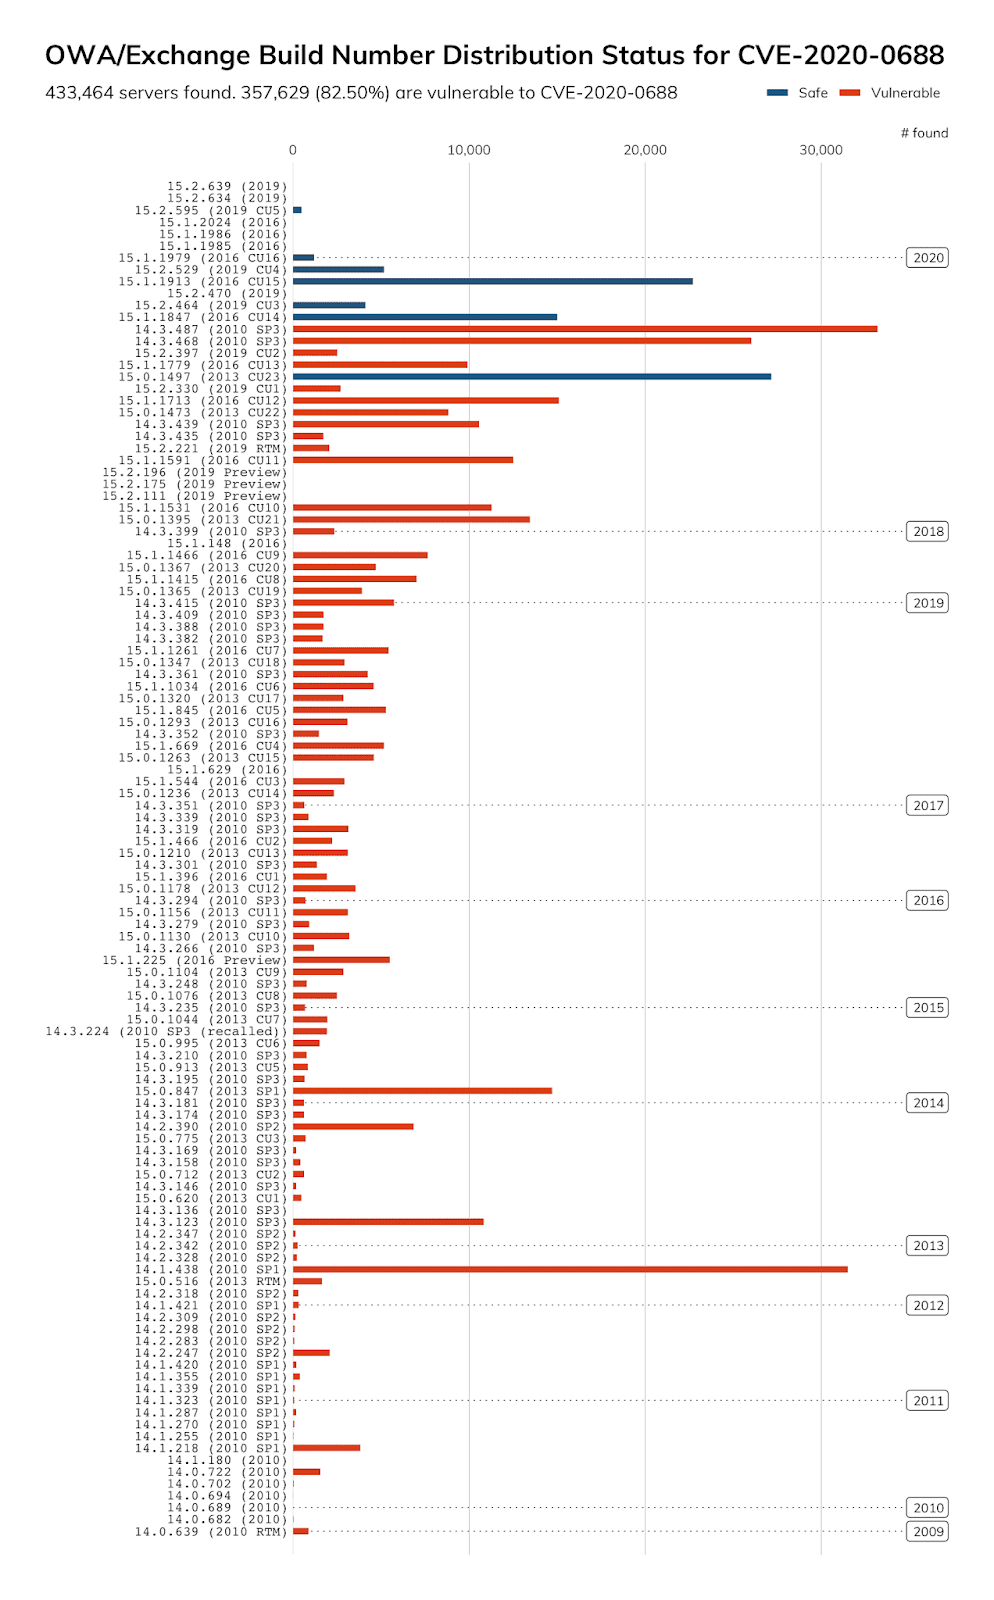 OWA/Exchange Build Number Distribution Status for CVE-2020-0688
433,464 servers found. 357,629 (82.50%) are vulnerable to CVE-2020-0688
Safe Vulnerable
# found
0 10,000 20,000 30,000
15.2.639 (2019)
15.2.634 (2019)
15.2.595 (2019 CU5)
15.1.2024 (2016)
15.1.1986 (2016)
15.1.1985 (2016)
15.1.1979 (2016 CU16) 2020
15.2.529 (2019 CU4)
15.1.1913 (2016 CU15)
15.2.470 (2019)
15.2.464 (2019 CU3)
15.1.1847 (2016 CU14)
14.3.487 (2010 SP3)
14.3.468 (2010 SP3)
15.2.397 (2019 CU2)
15.1.1779 (2016 CU13)
15.0.1497 (2013 CU23)
15.2.330 (2019 CU1)
15.1.1713 (2016 CU12)
15.0.1473 (2013 CU22)
14.3.439 (2010 SP3)
14.3.435 (2010 SP3)
15.2.221 (2019 RTM)
15.1.1591 (2016 CU11)
15.2.196 (2019 Preview)
15.2.175 (2019 Preview)
15.2.111 (2019 Preview)
15.1.1531 (2016 CU10)
15.0.1395 (2013 CU21)
14.3.399 (2010 SP3) 2018
15.1.148 (2016)
15.1.1466 (2016 CU9)
15.0.1367 (2013 CU20)
15.1.1415 (2016 CU8)
15.0.1365 (2013 CU19)
14.3.415 (2010 SP3) 2019
14.3.409 (2010 SP3)
14.3.388 (2010 SP3)
14.3.382 (2010 SP3)
15.1.1261 (2016 CU7)
15.0.1347 (2013 CU18)
14.3.361 (2010 SP3)
15.1.1034 (2016 CU6)
15.0.1320 (2013 CU17)
15.1.845 (2016 CU5)
15.0.1293 (2013 CU16)
14.3.352 (2010 SP3)
15.1.669 (2016 CU4)
15.0.1263 (2013 CU15)
15.1.629 (2016)
15.1.544 (2016 CU3)
15.0.1236 (2013 CU14)
14.3.351 (2010 SP3) 2017
14.3.339 (2010 SP3)
14.3.319 (2010 SP3)
15.1.466 (2016 CU2)
15.0.1210 (2013 CU13)
14.3.301 (2010 SP3)
15.1.396 (2016 CU1)
15.0.1178 (2013 CU12)
14.3.294 (2010 SP3) 2016
15.0.1156 (2013 CU11)
14.3.279 (2010 SP3)
15.0.1130 (2013 CU10)
14.3.266 (2010 SP3)
15.1.225 (2016 Preview)
15.0.1104 (2013 CU9)
14.3.248 (2010 SP3)
15.0.1076 (2013 CU8)
14.3.235 (2010 SP3) 2015
15.0.1044 (2013 CU7)
14.3.224 (2010 SP3 (recalled))
15.0.995 (2013 CU6)
14.3.210 (2010 SP3)
15.0.913 (2013 CU5)
14.3.195 (2010 SP3)
15.0.847 (2013 SP1)
14.3.181 (2010 SP3) 2014
14.3.174 (2010 SP3)
14.2.390 (2010 SP2)
15.0.775 (2013 CU3)
14.3.169 (2010 SP3)
14.3.158 (2010 SP3)
15.0.712 (2013 CU2)
14.3.146 (2010 SP3)
15.0.620 (2013 CU1)
14.3.136 (2010 SP3)
14.3.123 (2010 SP3)
14.2.347 (2010 SP2)
14.2.342 (2010 SP2) 2013
14.2.328 (2010 SP2)
14.1.438 (2010 SP1)
15.0.516 (2013 RTM)
14.2.318 (2010 SP2)
14.1.421 (2010 SP1) 2012
14.2.309 (2010 SP2)
14.2.298 (2010 SP2)
14.2.283 (2010 SP2)
14.2.247 (2010 SP2)
14.1.420 (2010 SP1)
14.1.355 (2010 SP1)
14.1.339 (2010 SP1)
14.1.323 (2010 SP1) 2011
14.1.287 (2010 SP1)
14.1.270 (2010 SP1)
14.1.255 (2010 SP1)
14.1.218 (2010 SP1)
14.1.180 (2010)
14.0.722 (2010)
14.0.702 (2010)
14.0.694 (2010)
14.0.689 (2010) 2010
14.0.682 (2010)
14.0.639 (2010 RTM) 2009